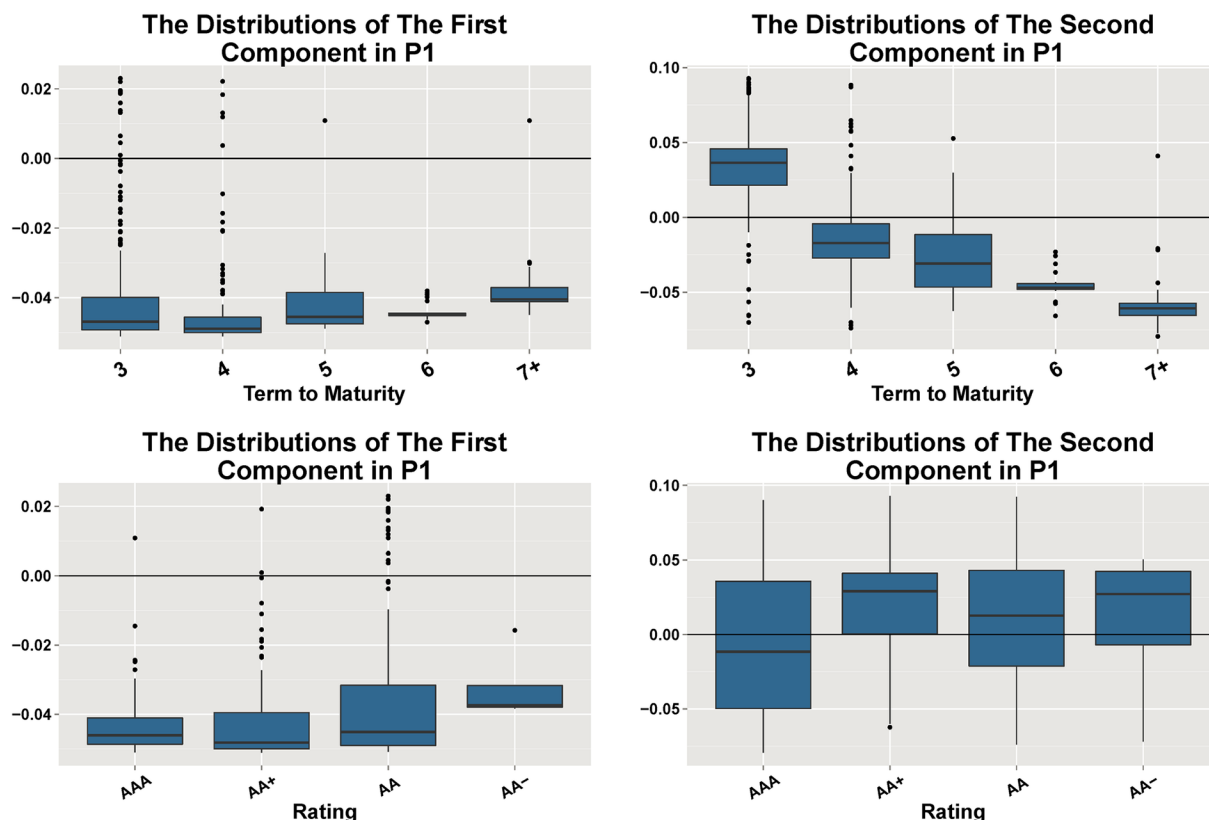 The Distributions of The First
Component in P1
0.02
0.00
−0.02
−0.04
3
4
5
6
7+
Term to Maturity
The Distributions of The Second
Component in P1
0.10
0.05
0.00
−0.05
3
4
5
6
7+
Term to Maturity
The Distributions of The First
Component in P1
0.02
0.00
−0.02
−0.04
AAA
AA+
AA
AA−
Rating
The Distributions of The Second
Component in P1
0.10
0.05
0.00
−0.05
AAA
AA+
AA
AA−
Rating